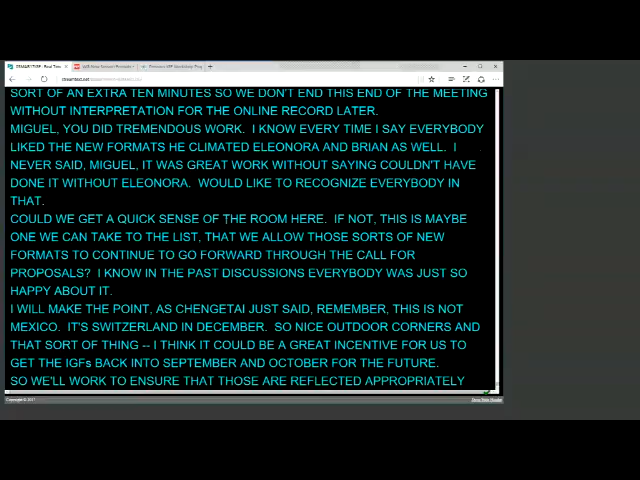 streamtext.net
SORT OF AN EXTRA TEN MINUTES SO WE DON'T END THIS END OF THE MEETING
WITHOUT INTERPRETATION FOR THE ONLINE RECORD LATER.
MIGUEL, YOU DID TREMENDOUS WORK.  I KNOW EVERY TIME I SAY EVERYBODY
LIKED THE NEW FORMATS HE CLIMATED ELEONORA AND BRIAN AS WELL.  I
NEVER SAID, MIGUEL, IT WAS GREAT WORK WITHOUT SAYING COULDN'T HAVE
DONE IT WITHOUT ELEONORA.  WOULD LIKE TO RECOGNIZE EVERYBODY IN
THAT.
COULD WE GET A QUICK SENSE OF THE ROOM HERE.  IF NOT, THIS IS MAYBE
ONE WE CAN TAKE TO THE LIST, THAT WE ALLOW THOSE SORTS OF NEW
FORMATS TO CONTINUE TO GO FORWARD THROUGH THE CALL FOR
PROPOSALS?  I KNOW IN THE PAST DISCUSSIONS EVERYBODY WAS JUST SO
HAPPY ABOUT IT.
I WILL MAKE THE POINT, AS CHENGETAI JUST SAID, REMEMBER, THIS IS NOT
MEXICO.  IT'S SWITZERLAND IN DECEMBER.  SO NICE OUTDOOR CORNERS AND
THAT SORT OF THING -- I THINK IT COULD BE A GREAT INCENTIVE FOR US TO
GET THE IGFs BACK INTO SEPTEMBER AND OCTOBER FOR THE FUTURE.
SO WE'LL WORK TO ENSURE THAT THOSE ARE REFLECTED APPROPRIATELY